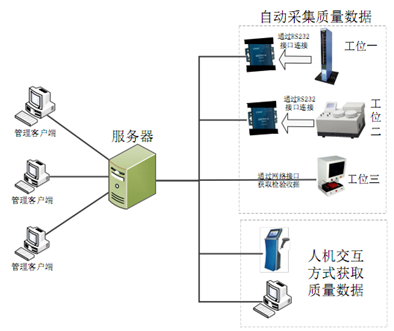 自动采集质量数据
通过RS232
接口连接
工位一
通过RS232
接口连接
工
位
二
通过网络接口
获取检验数据
工位三
服务器
管理客户端
管理客户端
管理客户端
人机交互
方式获取
质量数据